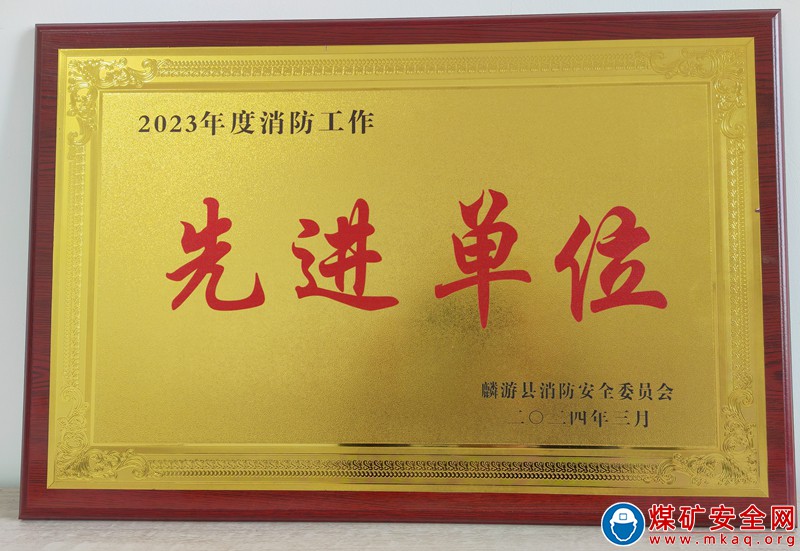 2023年度消防工作
先进单位
麟游县消防安全委员会
二〇二四年三月
煤矿安全网
www.mkaq.org